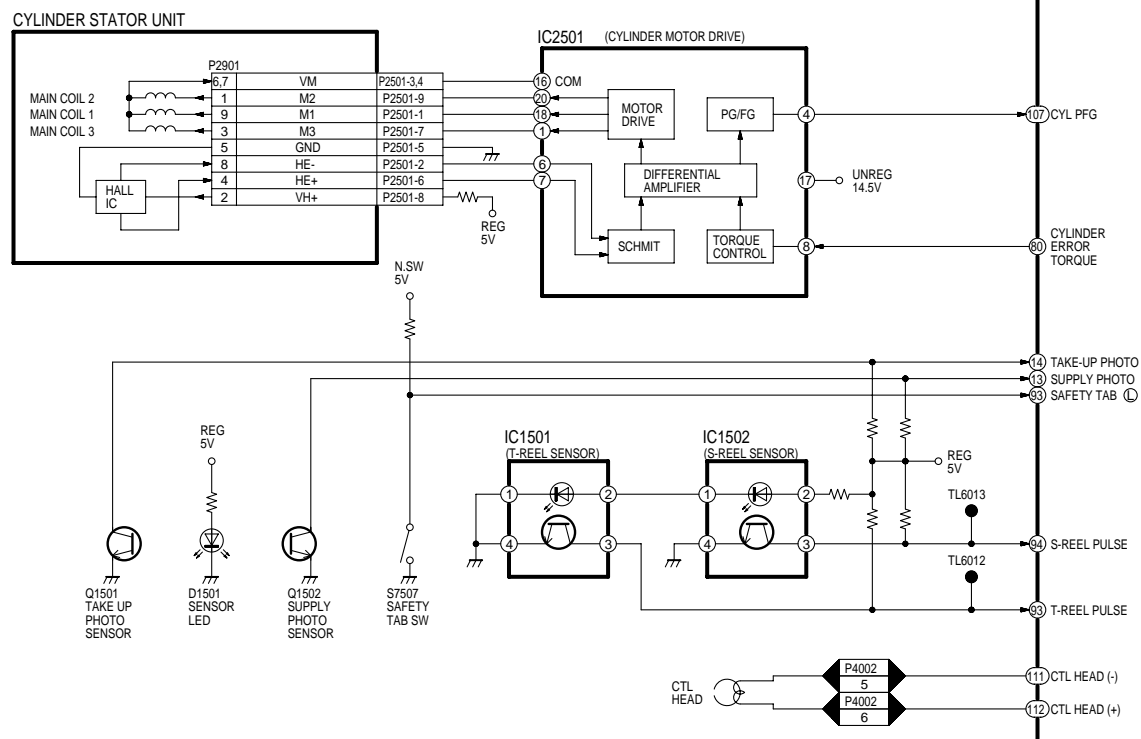 CYLINDER STATOR UNIT
IC2501 (CYLINDER MOTOR DRIVE)
P2901
6,7 VM P2501-3,4 16 COM
MAIN COIL 2 1 M2 P2501-9 20
MAIN COIL 1 9 M1 P2501-1 18
MAIN COIL 3 3 M3 P2501-7 1
5 GND P2501-5
8 HE- P2501-2 6
4 HE+ P2501-6 7
2 VH+ P2501-8
HALL
IC
REG
5V
MOTOR
DRIVE
PG/FG
4
107 CYL PFG
DIFFERENTIAL
AMPLIFIER
17
UNREG
14.5V
SCHMIT
TORQUE
CONTROL
8
80
CYLINDER
ERROR
TORQUE
N.SW
5V
14 TAKE-UP PHOTO
13 SUPPLY PHOTO
93 SAFETY TAB L
REG
5V
IC1501
(T-REEL SENSOR)
IC1502
(S-REEL SENSOR)
REG
5V
1 2 1 2
TL6013
4 3 4 3
94 S-REEL PULSE
TL6012
93 T-REEL PULSE
Q1501
TAKE UP
PHOTO
SENSOR
D1501
SENSOR
LED
Q1502
SUPPLY
PHOTO
SENSOR
S7507
SAFETY
TAB SW
CTL
HEAD
P4002
5
111 CTL HEAD (-)
P4002
6
112 CTL HEAD (+)